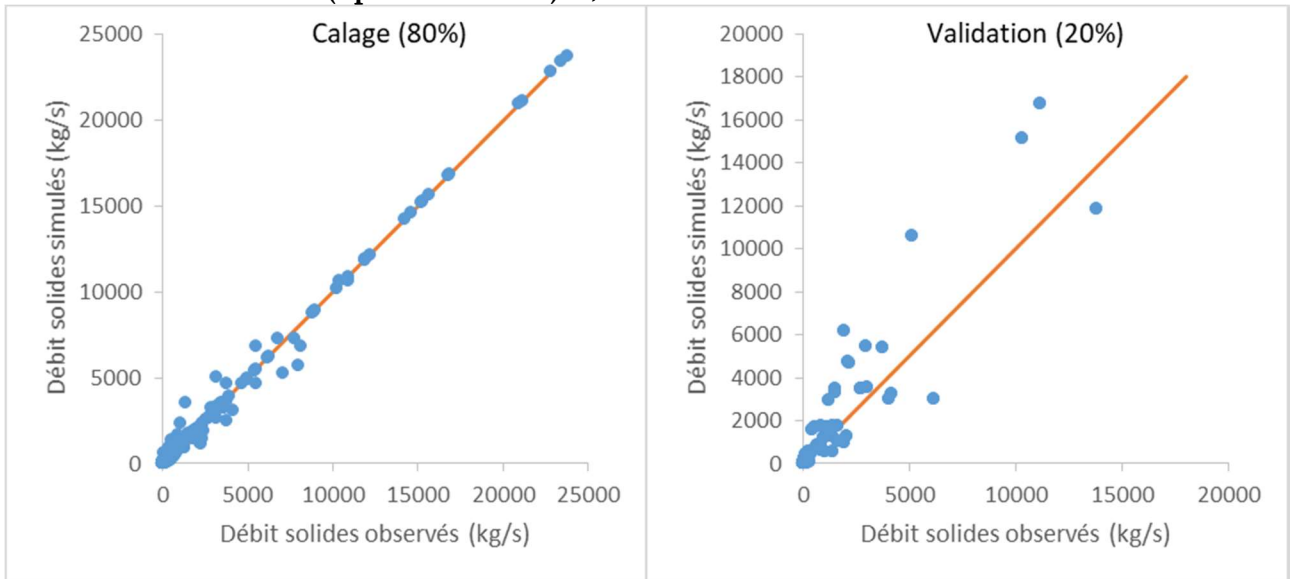 Calage (80%)
25000
20000
15000
10000
5000
0
Débit solides simulés (kg/s)
0 5000 10000 15000 20000 25000
Débit solides observés (kg/s)
Validation (20%)
20000
18000
16000
14000
12000
10000
8000
6000
4000
2000
0
Débit solides simulés (kg/s)
0 5000 10000 15000 20000
Débit solides observés (kg/s)